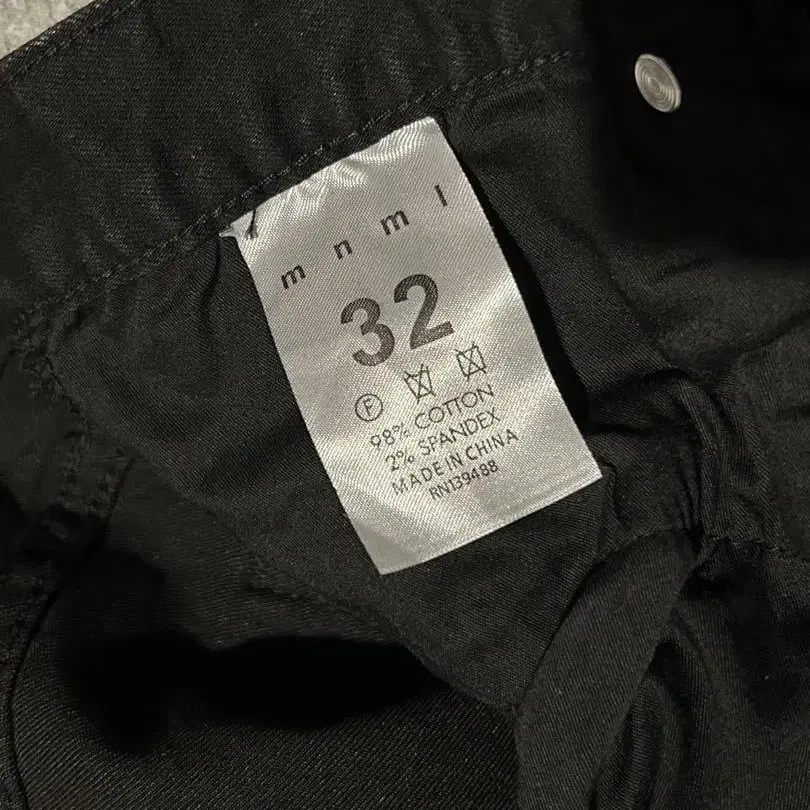 m n m l
32
F
98% COTTON
2% SPANDEX
MADE IN CHINA
RN139488